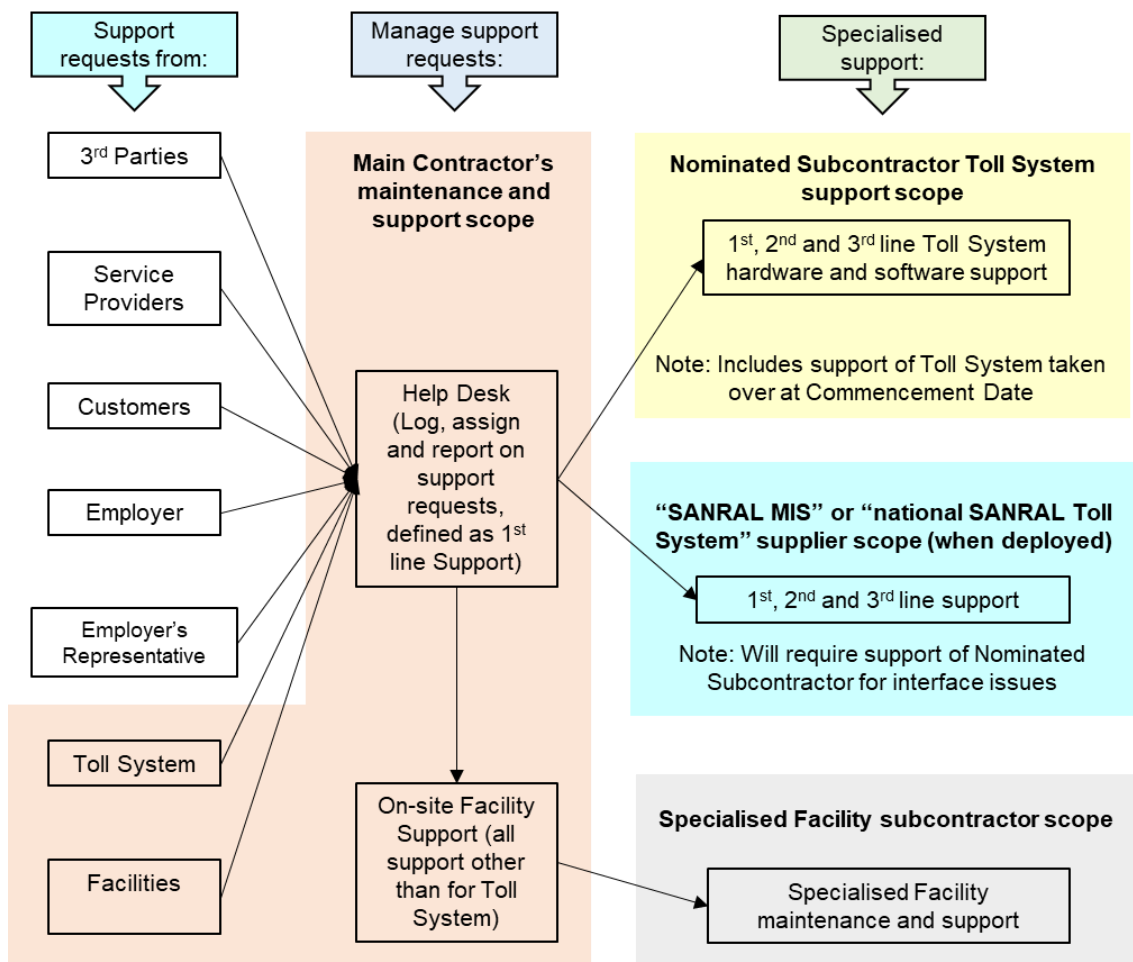 Support
requests from:
Manage support
requests:
Specialised
support:
3rd Parties
Service
Providers
Customers
Employer
Employer's
Representative
Toll System
Facilities
Main Contractor's
maintenance and
support scope
Help Desk
(Log, assign
and report on
support
requests,
defined as 1st
line Support)
On-site Facility
Support (all
support other
than for Toll
System)
Nominated Subcontractor Toll System
support scope
1st, 2nd and 3rd line Toll System
hardware and software support
Note: Includes support of Toll System taken
over at Commencement Date
“SANRAL MIS” or “national SANRAL Toll
System” supplier scope (when deployed)
1st, 2nd and 3rd line support
Note: Will require support of Nominated
Subcontractor for interface issues
Specialised Facility subcontractor scope
Specialised Facility
maintenance and support